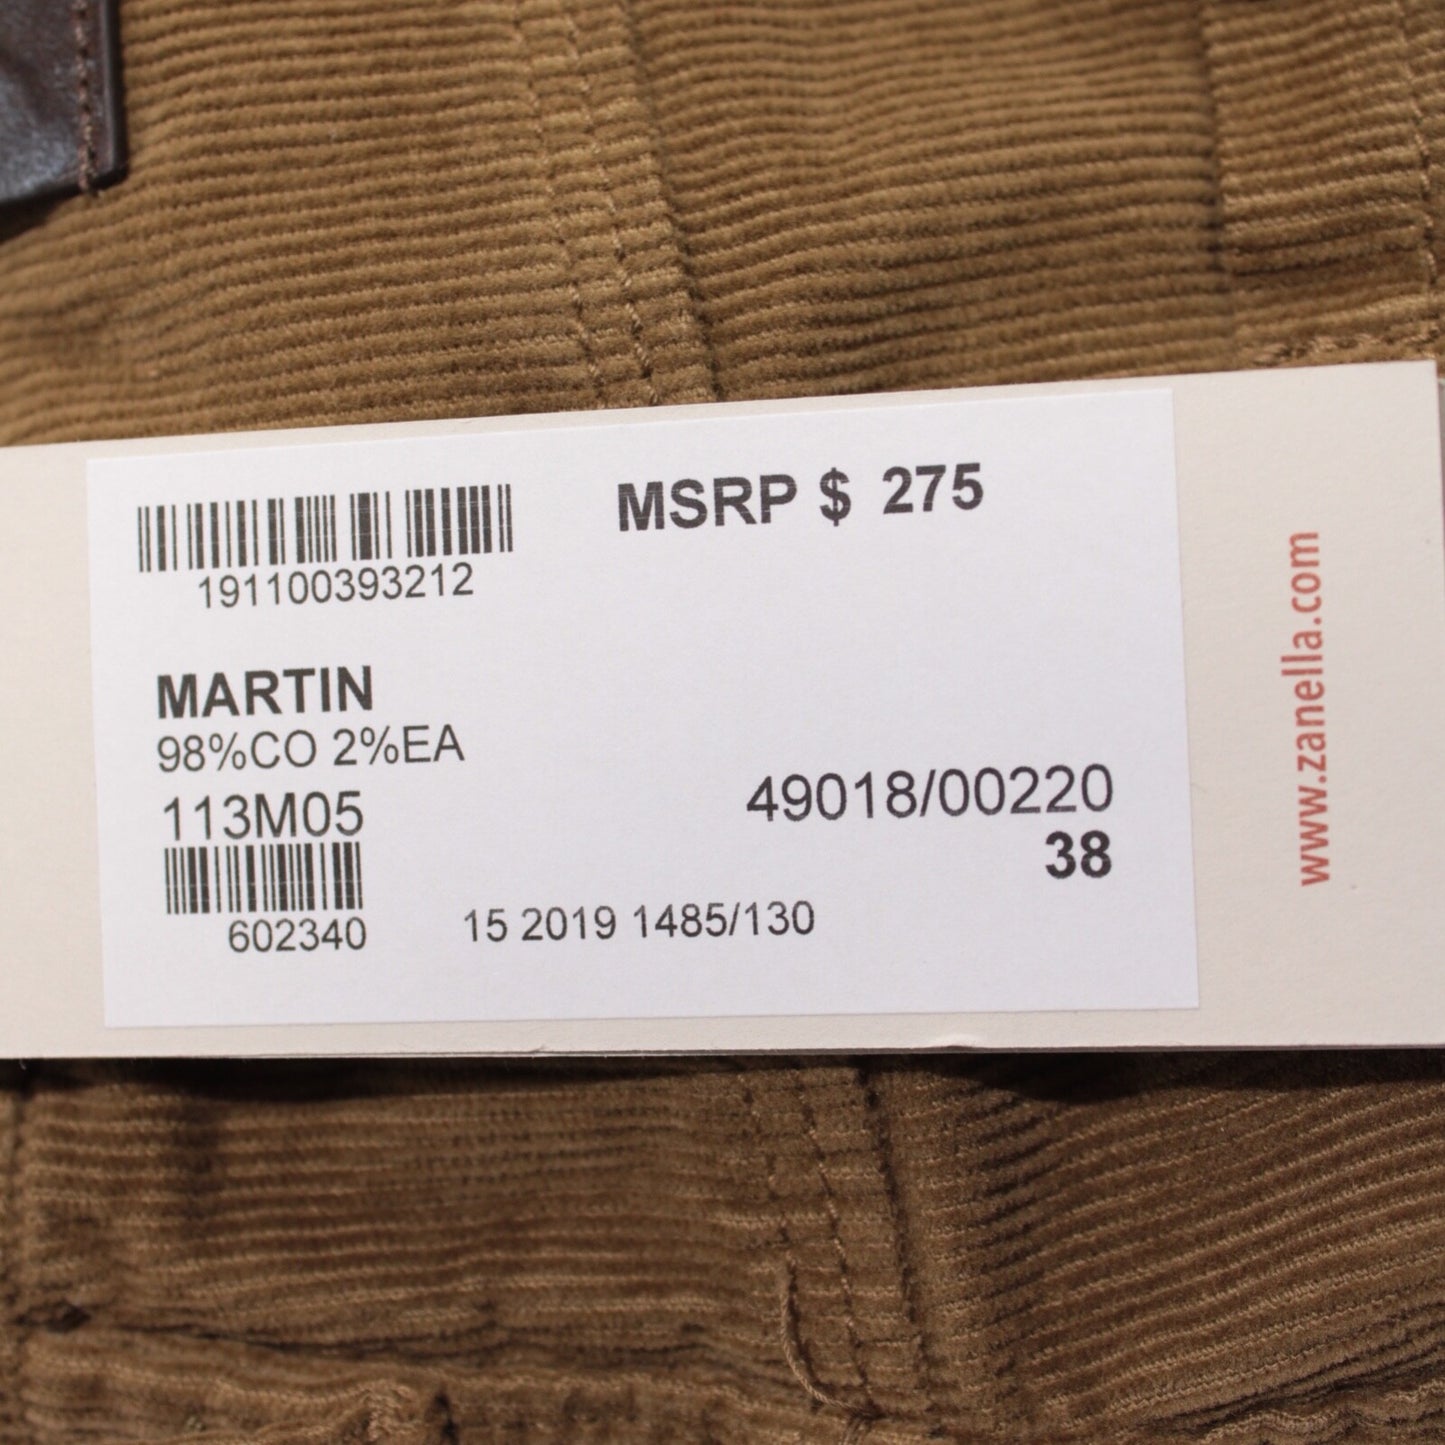 MSRP $ 275
191100393212
MARTIN
98%CO 2%EA
113M05
49018/00220
38
602340
15 2019 1485/130
www.zanella.com